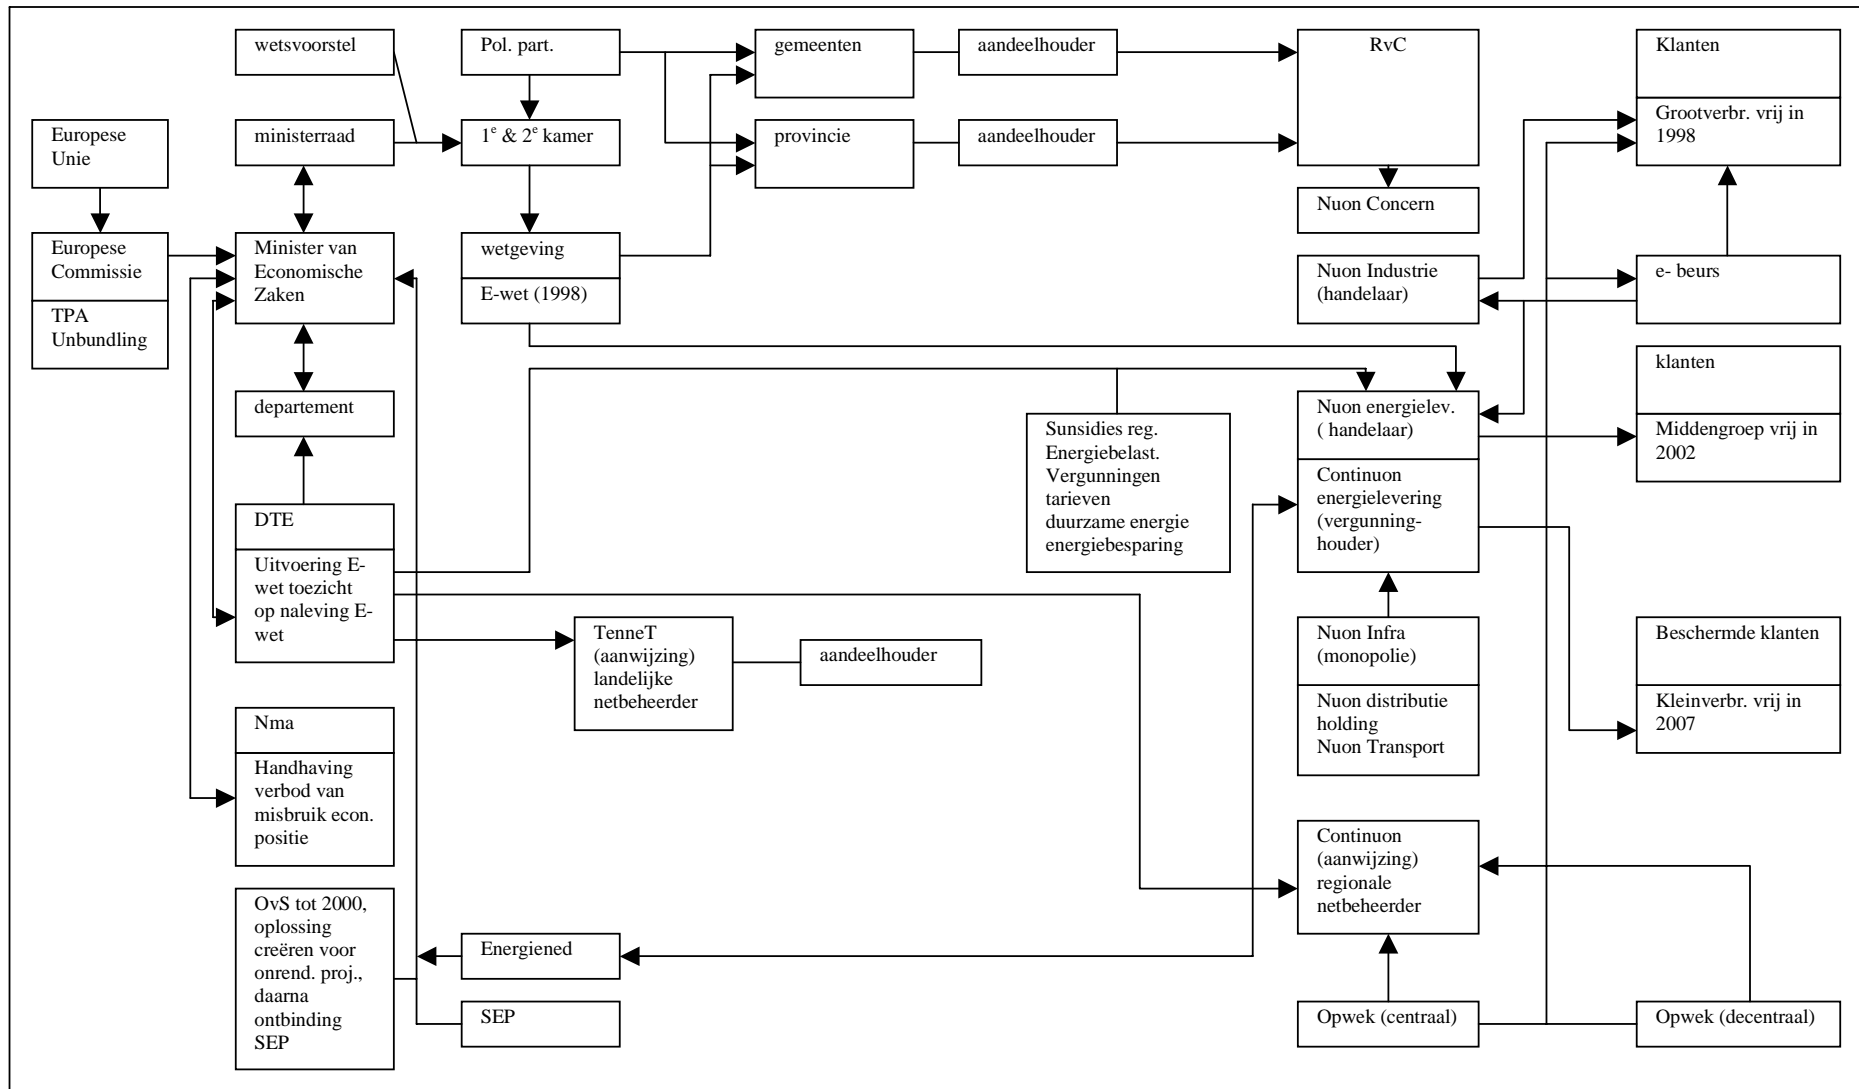 wetsvoorstel
Pol. part.
gemeenten
aandeelhouder
RvC
Klanten
Grootverbr. vrij in
1998
Europese
Unie
ministerraad
1e & 2e kamer
provincie
aandeelhouder
Nuon Concern
Europese
Commissie
TPA
Unbundling
Minister van
Economische
Zaken
wetgeving
E-wet (1998)
Nuon Industrie
(handelaar)
e- beurs
departement
Sunsidies reg.
Energiebelast.
Vergunningen
tarieven
duurzame energie
energiebesparing
Nuon energielev.
( handelaar)
Continuon
energielevering
(vergunning-
houder)
klanten
Middengroep vrij in
2002
DTE
Uitvoering E-
wet toezicht
op naleving E-
wet
TenneT
(aanwijzing)
landelijke
netbeheerder
aandeelhouder
Nuon Infra
(monopolie)
Nuon distributie
holding
Nuon Transport
Beschermde klanten
Kleinverbr. vrij in
2007
Nma
Handhaving
verbod van
misbruik econ.
positie
Continuon
(aanwijzing)
regionale
netbeheerder
OvS tot 2000,
oplossing
creëren voor
onrend. proj.,
daarna
ontbinding
SEP
Energiened
SEP
Opwek (centraal)
Opwek (decentraal)